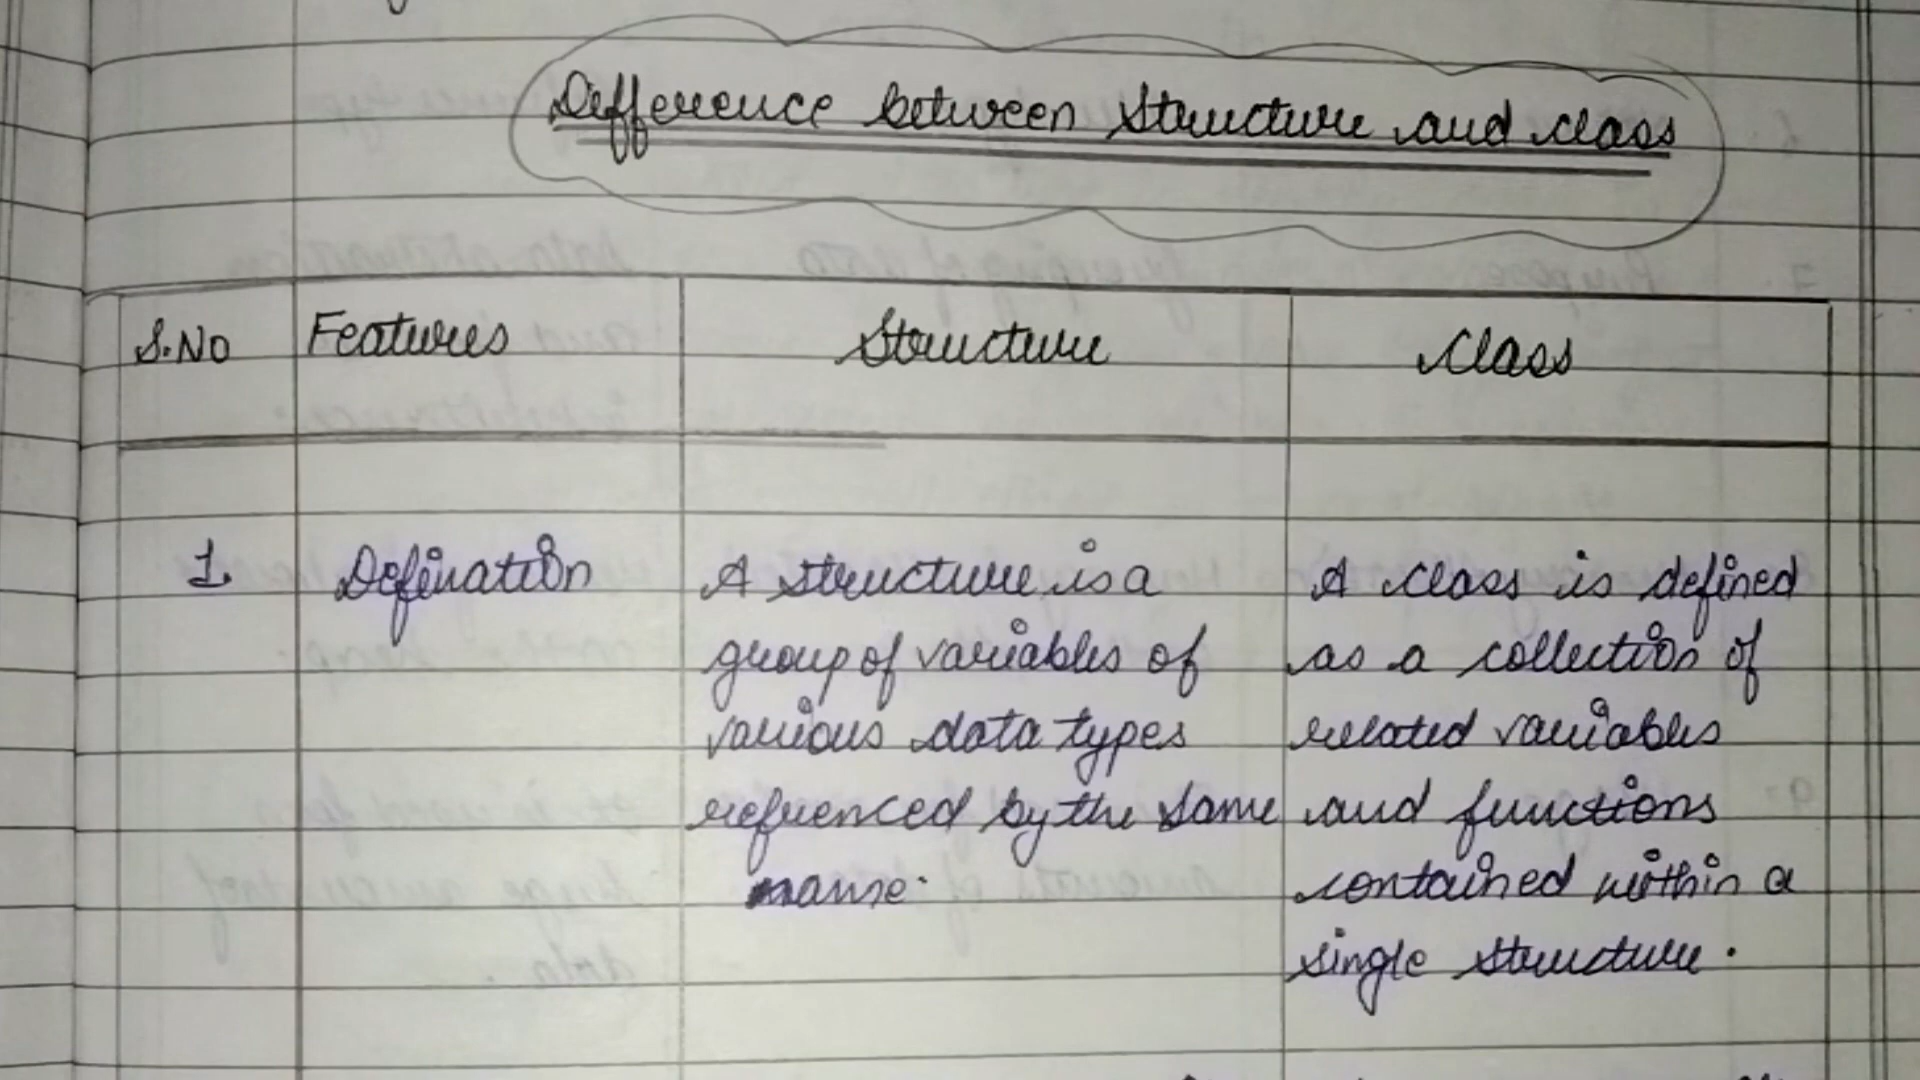 Difference between Structure and class
S.No Features Structure Class
1. Defination A structure is a A class is defined
group of variables of as a collection of
various data types related variables
referenced by the same and functions
name. contained within a
single structure.